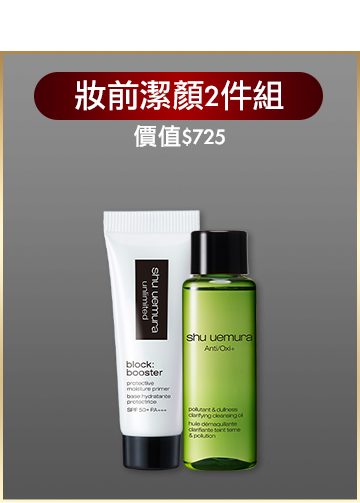 妝前潔顏2件組
價值$725
shu uemura
unlimited
block:
booster
protective
moisture primer
base hydratante
protectrice
SPF 50+ PA+++
shu uemura
Anti/Oxi+
pollutant & dullness
clarifying cleansing oil
huile démaquillante
clarifiante teint terne
& pollution